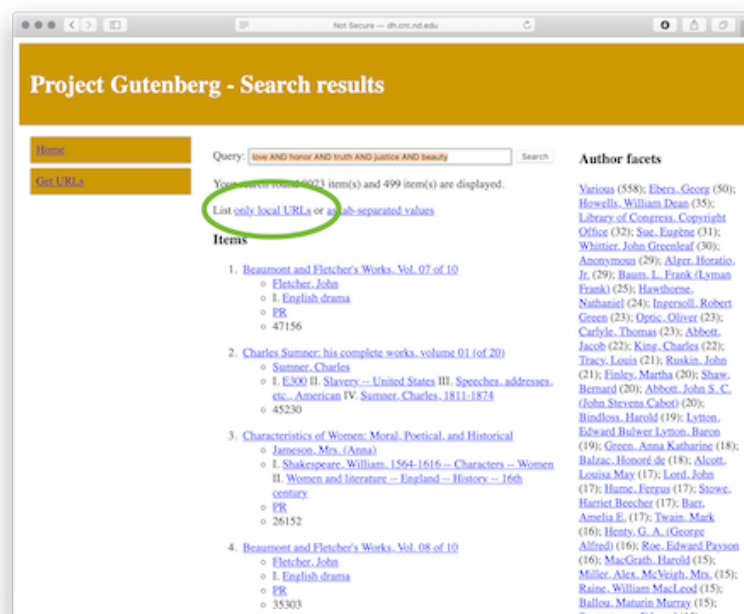 Not Secure — dh.crc.nd.edu
Project Gutenberg - Search results
Home
Get URLs
Query: love AND honor AND truth AND justice AND beauty Search
Your search found 9923 item(s) and 499 item(s) are displayed.
List only local URLs or as tab-separated values
Items
1. Beaumont and Fletcher's Works, Vol. 07 of 10
Fletcher, John
I. English drama
PR
47156
2. Charles Sumner: his complete works, volume 01 (of 20)
Sumner, Charles
I. E300 II. Slavery -- United States III. Speeches, addresses,
etc., American IV. Sumner, Charles, 1811-1874
45230
3. Characteristics of Women: Moral, Poetical, and Historical
Jameson, Mrs. (Anna)
I. Shakespeare, William, 1564-1616 -- Characters -- Women
II. Women and literature -- England -- History -- 16th
century
PR
26152
4. Beaumont and Fletcher's Works, Vol. 08 of 10
Fletcher, John
I. English drama
PR
35303
Author facets
Various (558); Ebers, Georg (50);
Howells, William Dean (35);
Library of Congress. Copyright
Office (32); Sue, Eugène (31);
Whittier, John Greenleaf (30);
Anonymous (29); Alger, Horatio,
Jr. (29); Baum, L. Frank (Lyman
Frank) (25); Hawthorne,
Nathaniel (24); Ingersoll, Robert
Green (23); Optic, Oliver (23);
Carlyle, Thomas (23); Abbott,
Jacob (22); King, Charles (22);
Tracy, Louis (21); Ruskin, John
(21); Finley, Martha (20); Shaw,
Bernard (20); Abbott, John S. C.
(John Stevens Cabot) (20);
Bindloss, Harold (19); Lytton,
Edward Bulwer Lytton, Baron
(19); Green, Anna Katharine (18);
Balzac, Honoré de (18); Alcott,
Louisa May (17); Lord, John
(17); Hume, Fergus (17); Stowe,
Harriet Beecher (17); Barr,
Amelia E. (17); Twain, Mark
(16); Henty, G. A. (George
Alfred) (16); Roe, Edward Payson
(16); MacGrath, Harold (15);
Miller, Alex. McVeigh, Mrs. (15);
Raine, William MacLeod (15);
Ballou, Maturin Murray (15);